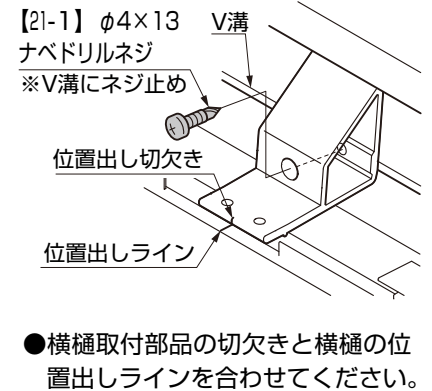 【21-1】φ4×13
V溝
ナベドリルネジ
※V溝にネジ止め
位置出し切欠き
位置出しライン
●横樋取付部品の切欠きと横樋の位
置出しラインを合わせてください。